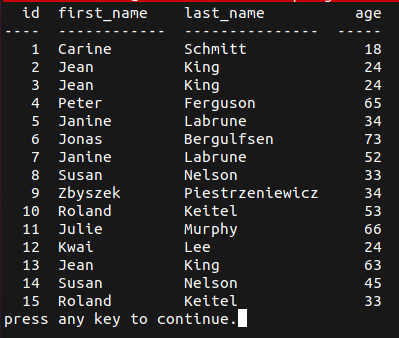 id first_name last_name age
---- ------------ --------------- -----
1 Carine Schmitt 18
2 Jean King 24
3 Jean King 24
4 Peter Ferguson 65
5 Janine Labrune 34
6 Jonas Bergulfsen 73
7 Janine Labrune 52
8 Susan Nelson 33
9 Zbyszek Piestrzeniewicz 34
10 Roland Keitel 53
11 Julie Murphy 66
12 Kwai Lee 24
13 Jean King 63
14 Susan Nelson 45
15 Roland Keitel 33
press any key to continue.